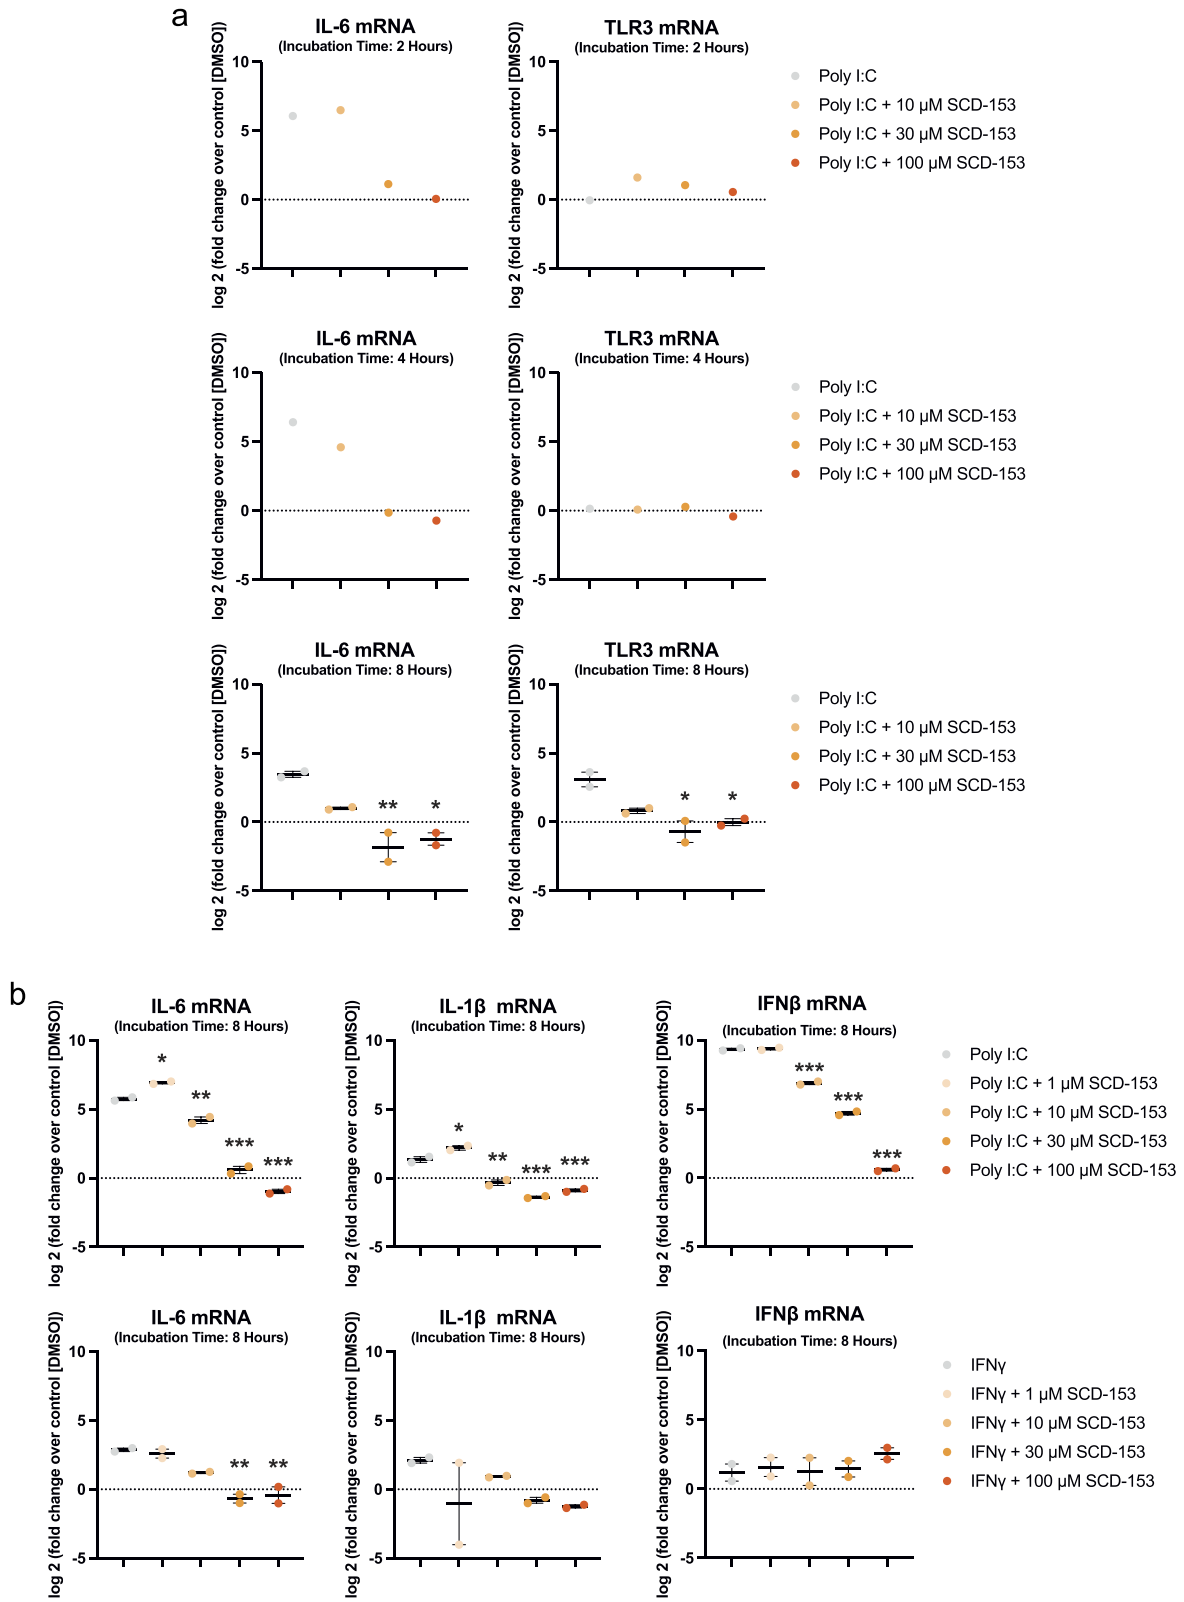 a
IL-6 mRNA
(Incubation Time: 2 Hours)
log 2 (fold change over control [DMSO])
10
5
0
-5
TLR3 mRNA
(Incubation Time: 2 Hours)
log 2 (fold change over control [DMSO])
10
5
0
-5
Poly I:C
Poly I:C + 10 µM SCD-153
Poly I:C + 30 µM SCD-153
Poly I:C + 100 µM SCD-153
IL-6 mRNA
(Incubation Time: 4 Hours)
log 2 (fold change over control [DMSO])
10
5
0
-5
TLR3 mRNA
(Incubation Time: 4 Hours)
log 2 (fold change over control [DMSO])
10
5
0
-5
Poly I:C
Poly I:C + 10 µM SCD-153
Poly I:C + 30 µM SCD-153
Poly I:C + 100 µM SCD-153
IL-6 mRNA
(Incubation Time: 8 Hours)
log 2 (fold change over control [DMSO])
10
5
0
-5
** *
TLR3 mRNA
(Incubation Time: 8 Hours)
log 2 (fold change over control [DMSO])
10
5
0
-5
* *
Poly I:C
Poly I:C + 10 µM SCD-153
Poly I:C + 30 µM SCD-153
Poly I:C + 100 µM SCD-153
b
IL-6 mRNA
(Incubation Time: 8 Hours)
log 2 (fold change over control [DMSO])
10
5
0
-5
*
**
***
***
IL-1β mRNA
(Incubation Time: 8 Hours)
log 2 (fold change over control [DMSO])
10
5
0
-5
*
**
***
***
IFNβ mRNA
(Incubation Time: 8 Hours)
log 2 (fold change over control [DMSO])
10
5
0
-5
***
***
***
Poly I:C
Poly I:C + 1 µM SCD-153
Poly I:C + 10 µM SCD-153
Poly I:C + 30 µM SCD-153
Poly I:C + 100 µM SCD-153
IL-6 mRNA
(Incubation Time: 8 Hours)
log 2 (fold change over control [DMSO])
10
5
0
-5
** **
IL-1β mRNA
(Incubation Time: 8 Hours)
log 2 (fold change over control [DMSO])
10
5
0
-5
IFNβ mRNA
(Incubation Time: 8 Hours)
log 2 (fold change over control [DMSO])
10
5
0
-5
IFNγ
IFNγ + 1 µM SCD-153
IFNγ + 10 µM SCD-153
IFNγ + 30 µM SCD-153
IFNγ + 100 µM SCD-153